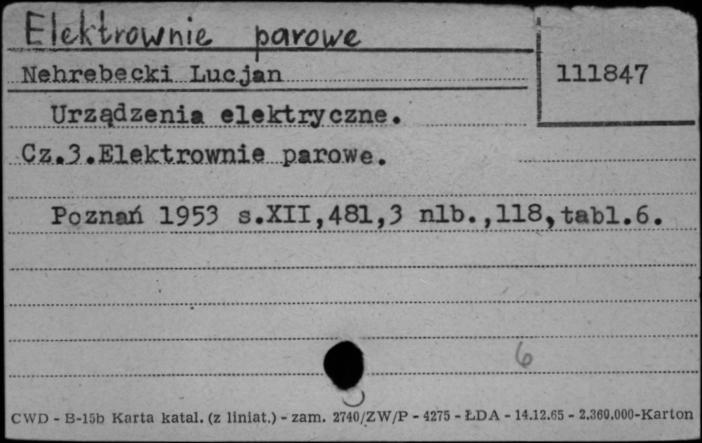 Elektrownie parowe
Nehrebecki Lucjan
111847
Urządzenia elektryczne.
Cz.3.Elektrownie parowe.
Poznań 1953 s.XII,481,3 nlb.,118,tabl.6.
6
CWD - B-15b Karta katal. (z liniat.) - zam. 2740/ZW/P - 4275 - ŁDA - 14.12.65 - 2.360.000-Karton